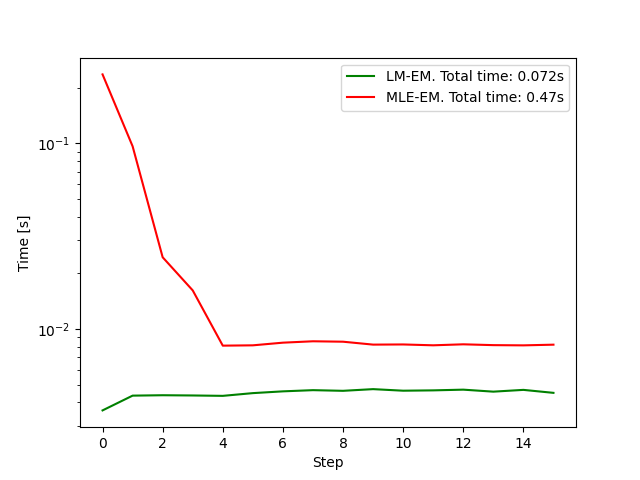 LM-EM. Total time: 0.072s
MLE-EM. Total time: 0.47s
10⁻¹
10⁻²
Time [s]
0 2 4 6 8 10 12 14
Step